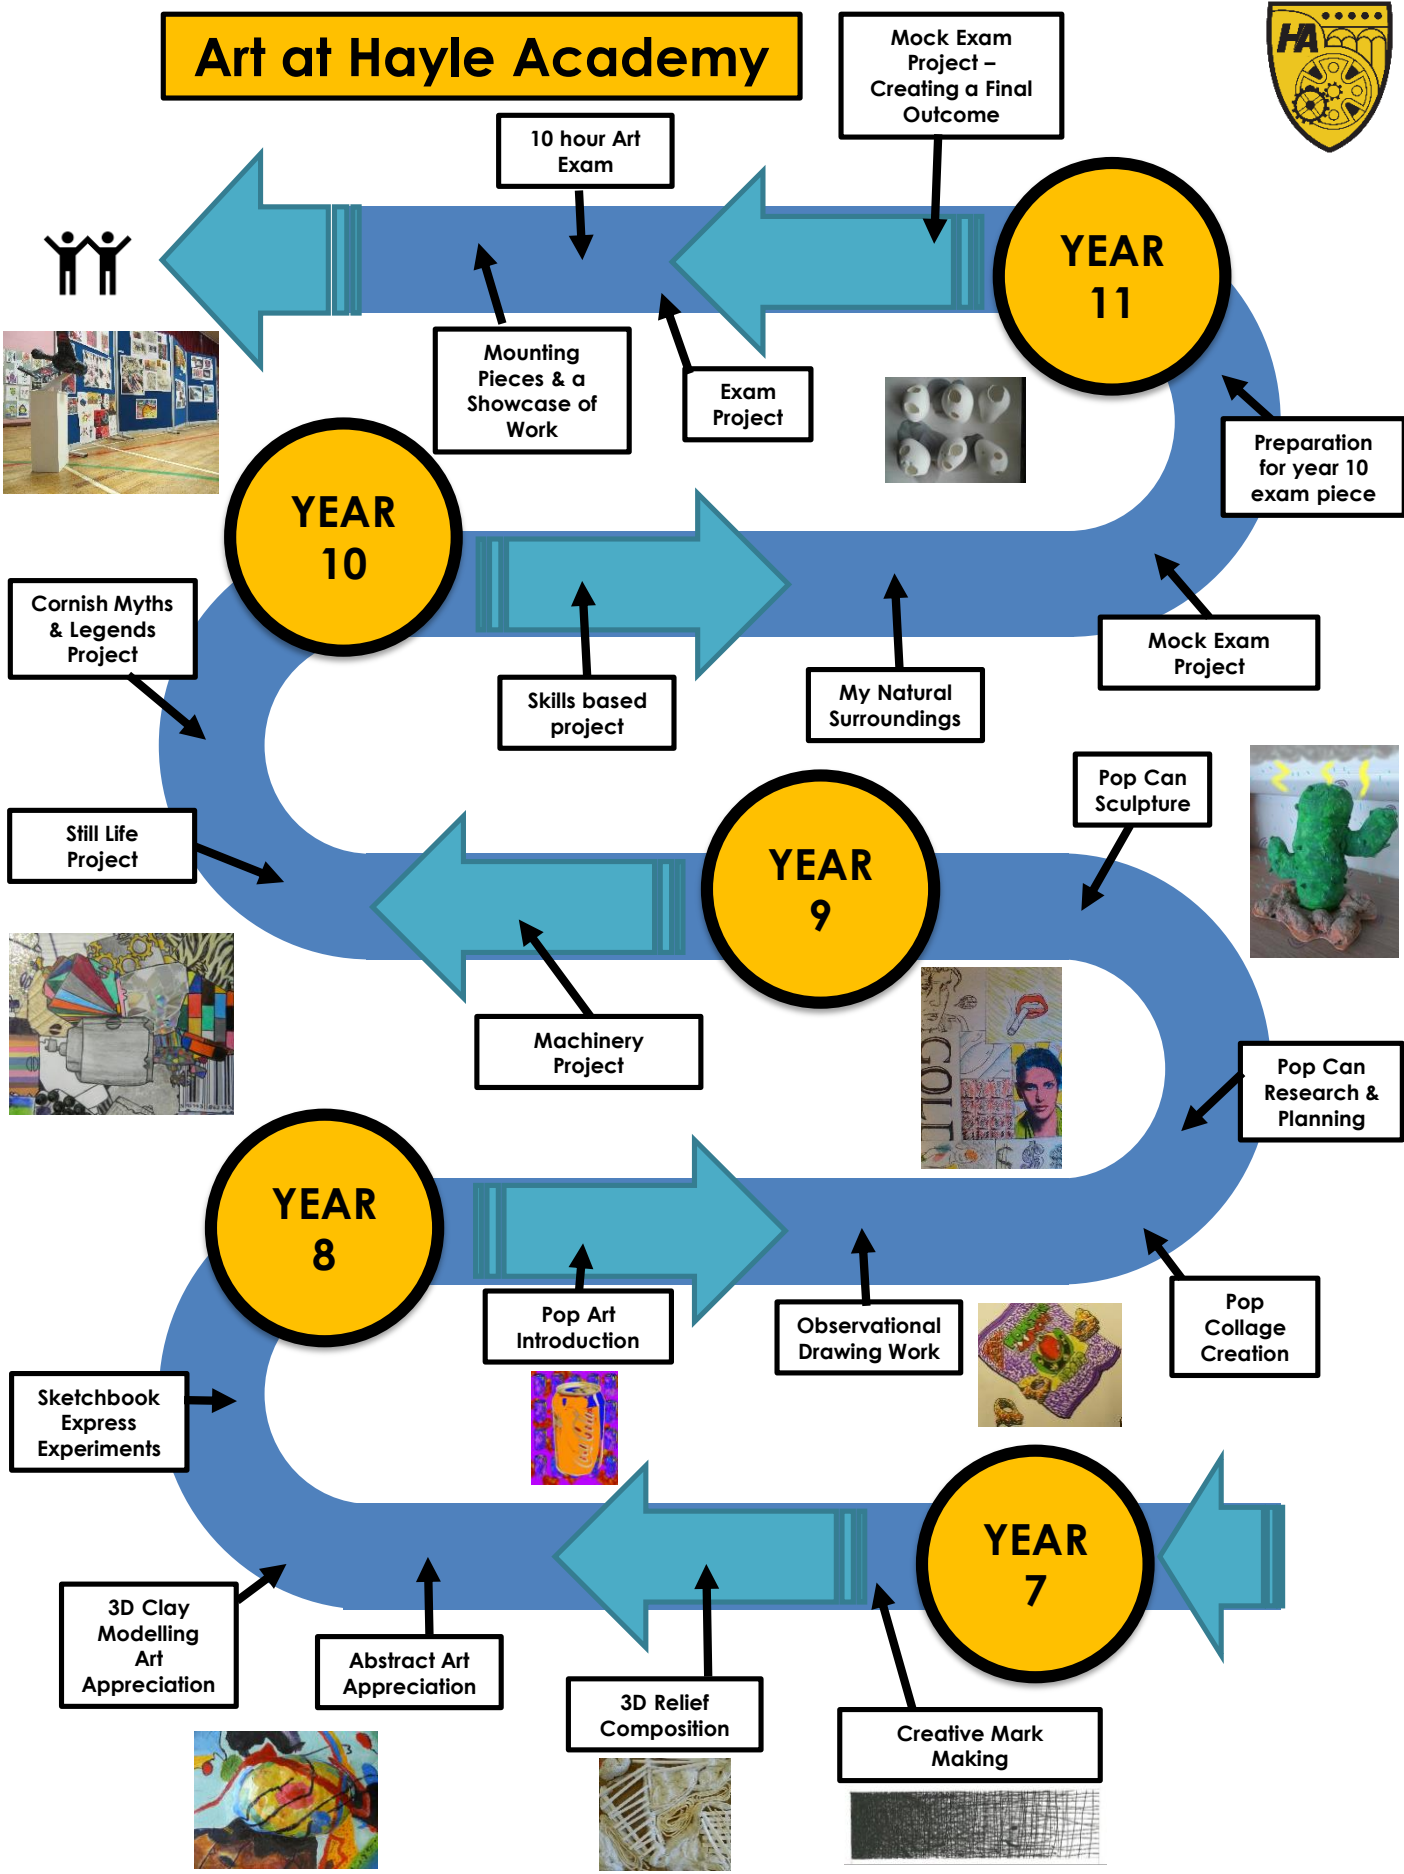 Art at Hayle Academy
Mock Exam
Project –
Creating a Final
Outcome
HA
10 hour Art
Exam
YEAR
11
Mounting
Pieces & a
Showcase of
Work
Exam
Project
Preparation
for year 10
exam piece
YEAR
10
Cornish Myths
& Legends
Project
Skills based
project
My Natural
Surroundings
Mock Exam
Project
Pop Can
Sculpture
Still Life
Project
YEAR
9
Machinery
Project
GOLD
Pop Can
Research &
Planning
YEAR
8
Pop Art
Introduction
Observational
Drawing Work
Pop
Collage
Creation
Sketchbook
Express
Experiments
YEAR
7
3D Clay
Modelling
Art
Appreciation
Abstract Art
Appreciation
3D Relief
Composition
Creative Mark
Making